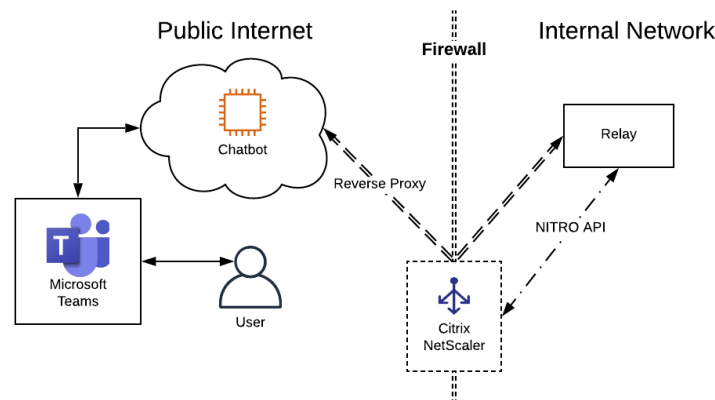 Public Internet
Internal Network
Firewall
Chatbot
Relay
Reverse Proxy
NITRO API
T
Microsoft
Teams
User
Citrix
NetScaler